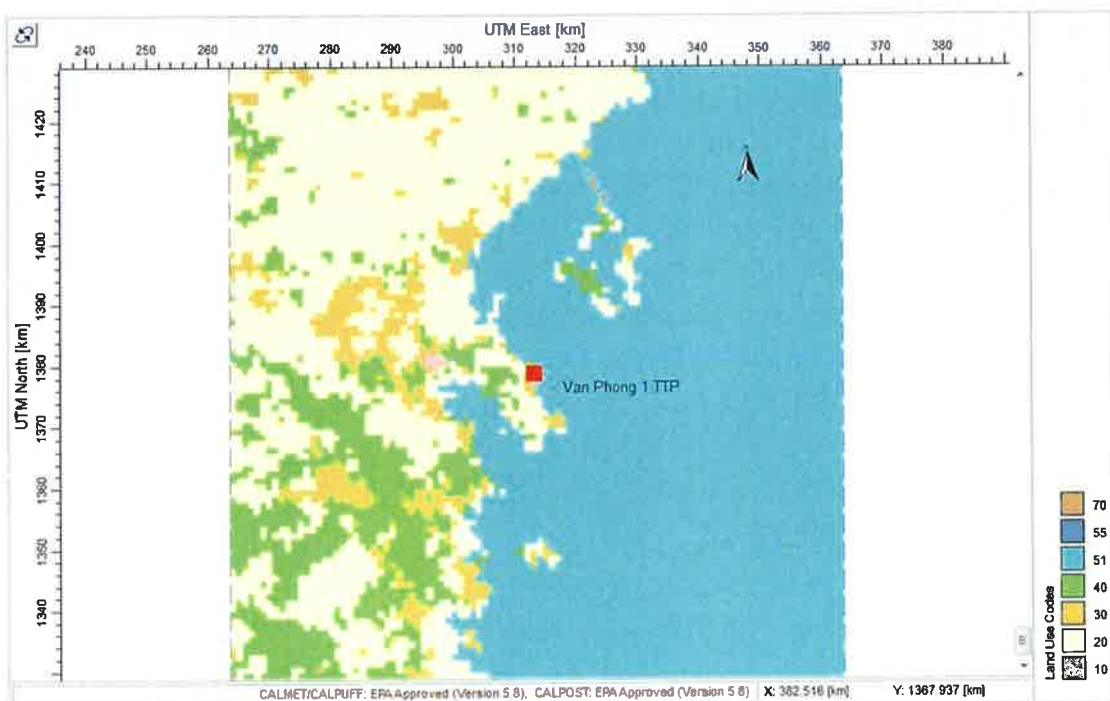 UTM East [km]
240 250 260 270 280 290 300 310 320 330 340 350 360 370 380
UTM North [km]
1420
1410
1400
1390
1380
1370
1360
1350
1340
Van Phong 1 TTP
Land Use Codes
70
55
51
40
30
20
10
CALMET/CALPUFF: EPA Approved (Version 5.8), CALPOST: EPA Approved (Version 5.8) X: 382.516 [km] Y: 1367.937 [km]